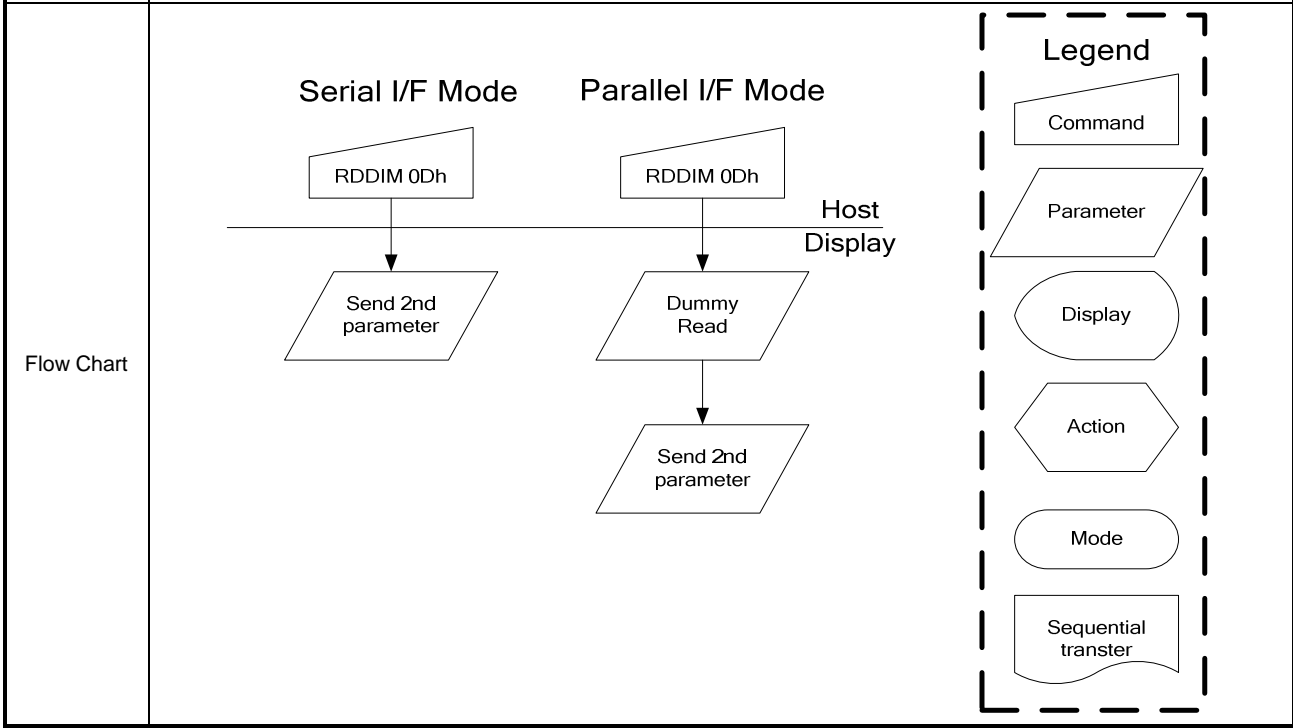 Flow Chart
Serial I/F Mode
RDDIM 0Dh
Send 2nd
parameter
Parallel I/F Mode
RDDIM 0Dh
Host
Display
Dummy
Read
Send 2nd
parameter
Legend
Command
Parameter
Display
Action
Mode
Sequential
transter